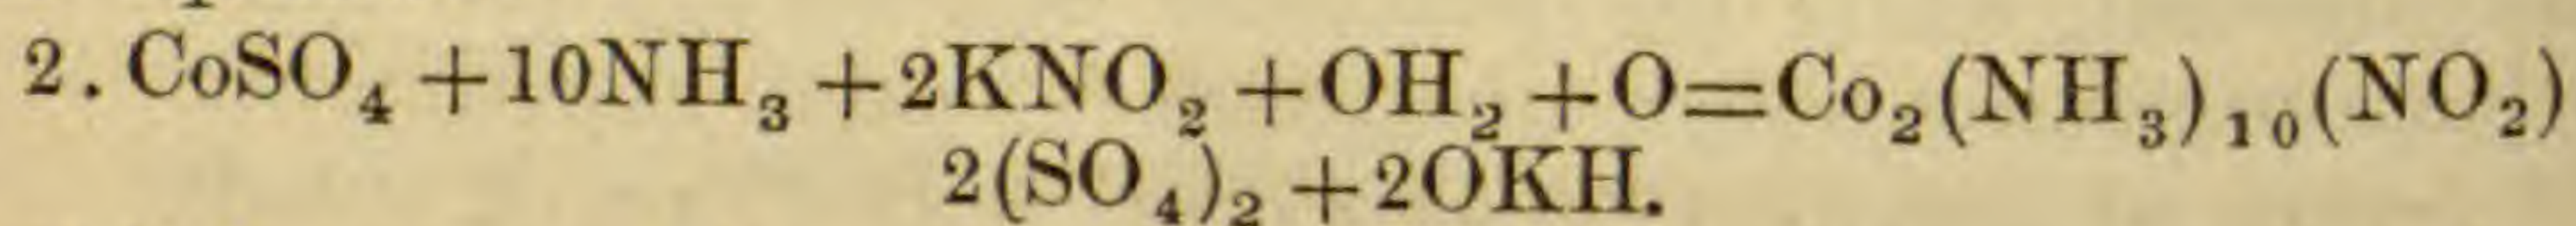 2. CoSO₄ +10NH₃ +2KNO₂ +OH₂ +O=Co₂(NH₃)₁₀(NO₂)
2(SO₄)₂ +2OKH.